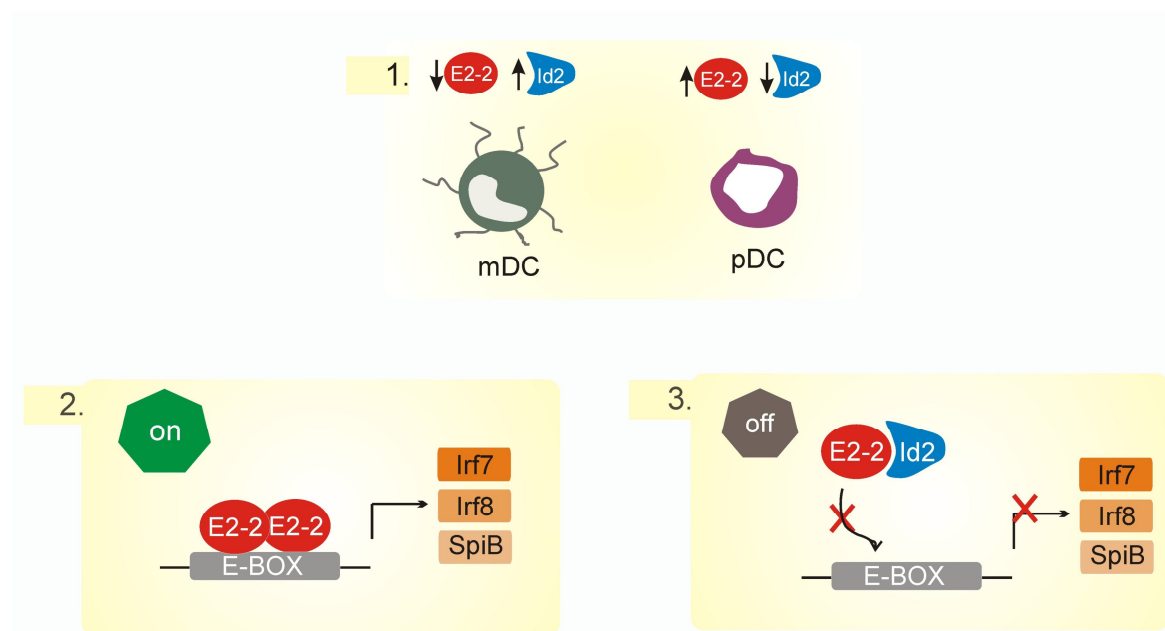 1. E2-2 Id2 E2-2 Id2
mDC pDC
2. on
Irf7
Irf8
E2-2 E2-2
SpiB
E-BOX
3. off
E2-2 Id2
Irf7
Irf8
SpiB
E-BOX